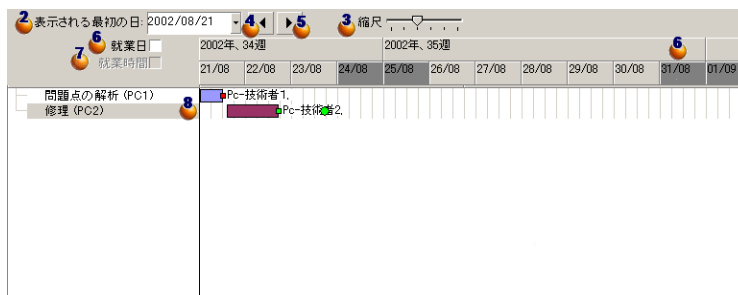 2 表示される最初の日: 2002/08/21 4 5 3 縮尺
6 就業日 2002年、34週 2002年、35週 6
7 就業時間
21/08 22/08 23/08 24/08 25/08 26/08 27/08 28/08 29/08 30/08 31/08 01/09
問題点の解析 (PC1) Pc-技術者1,
修理 (PC2) 8 Pc-技術者2,